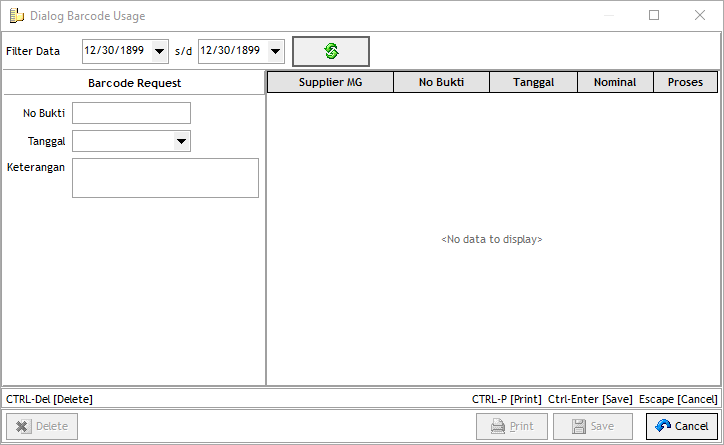 Dialog Barcode Usage
Filter Data 12/30/1899 s/d 12/30/1899
Barcode Request
Supplier MG No Bukti Tanggal Nominal Proses
No Bukti
Tanggal
Keterangan
<No data to display>
CTRL-Del [Delete] CTRL-P [Print] Ctrl-Enter [Save] Escape [Cancel]
Delete Print Save Cancel